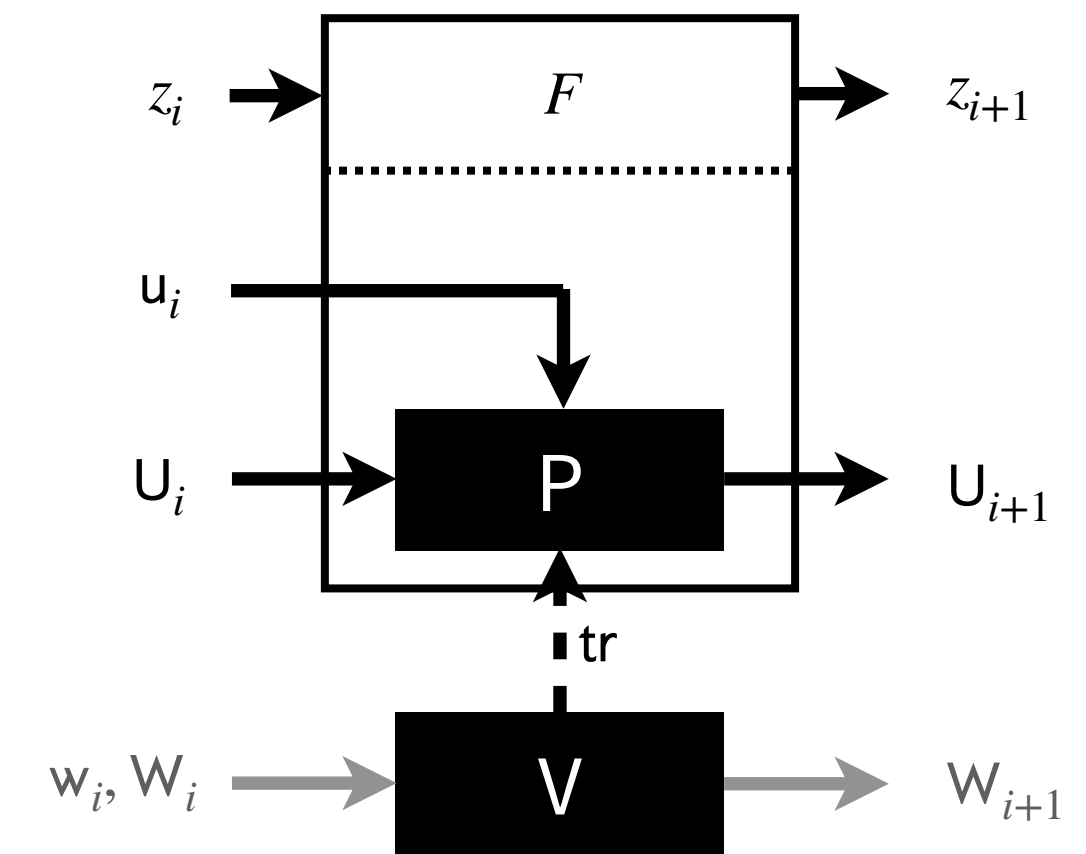 z_i F z_{i+1}
u_i
U_i P U_{i+1}
tr
w_i, W_i V W_{i+1}